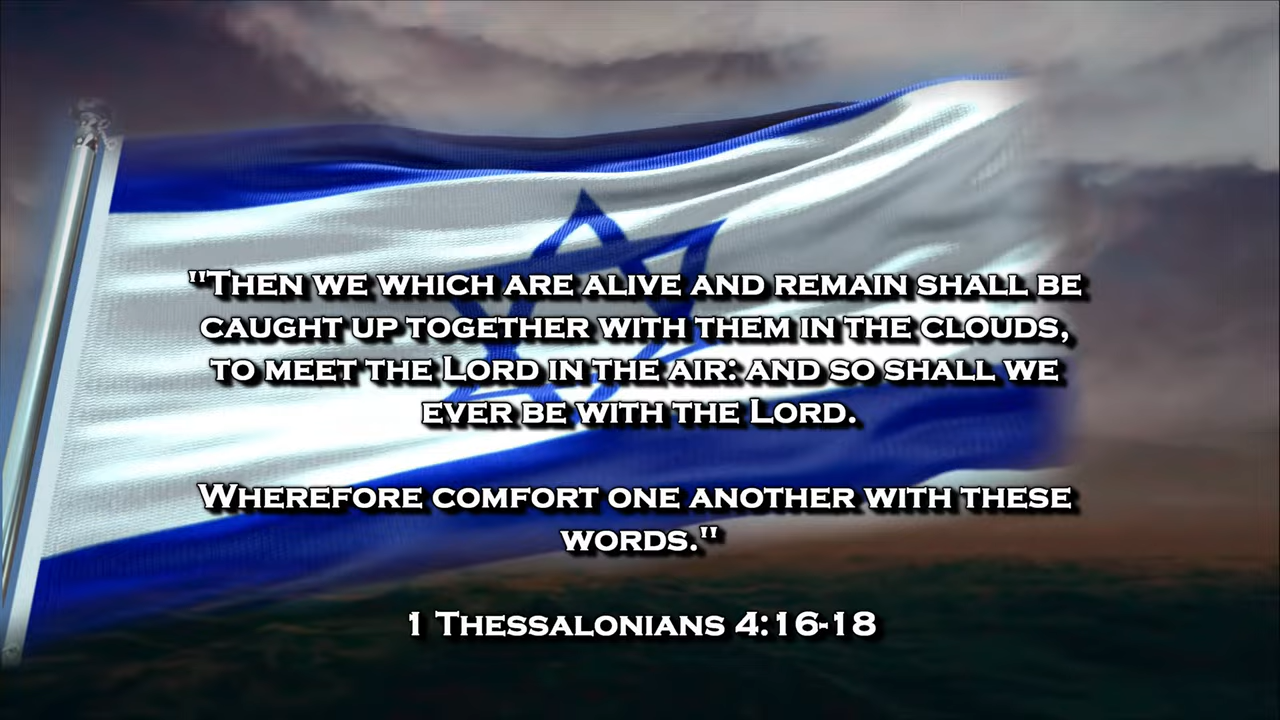 "Then we which are alive and remain shall be
caught up together with them in the clouds,
to meet the Lord in the air: and so shall we
ever be with the Lord.
Wherefore comfort one another with these
words."
1 Thessalonians 4:16-18